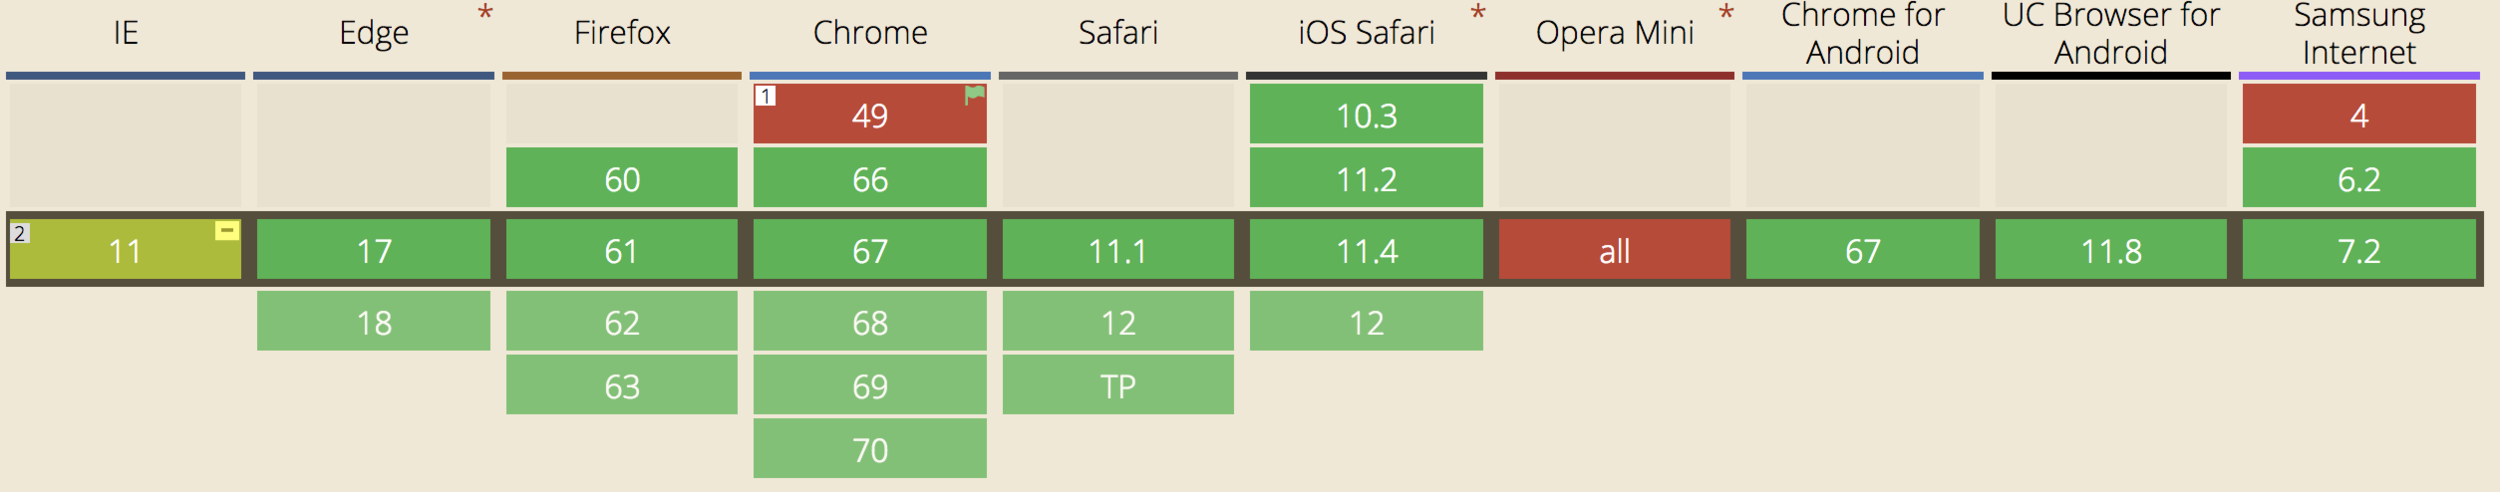 IE Edge * Firefox Chrome Safari iOS Safari * Opera Mini * Chrome for Android UC Browser for Android Samsung Internet
1 49 10.3 4
60 66 11.2 6.2
2 11 - 17 61 67 11.1 11.4 all 67 11.8 7.2
18 62 68 12 12
63 69 TP
70